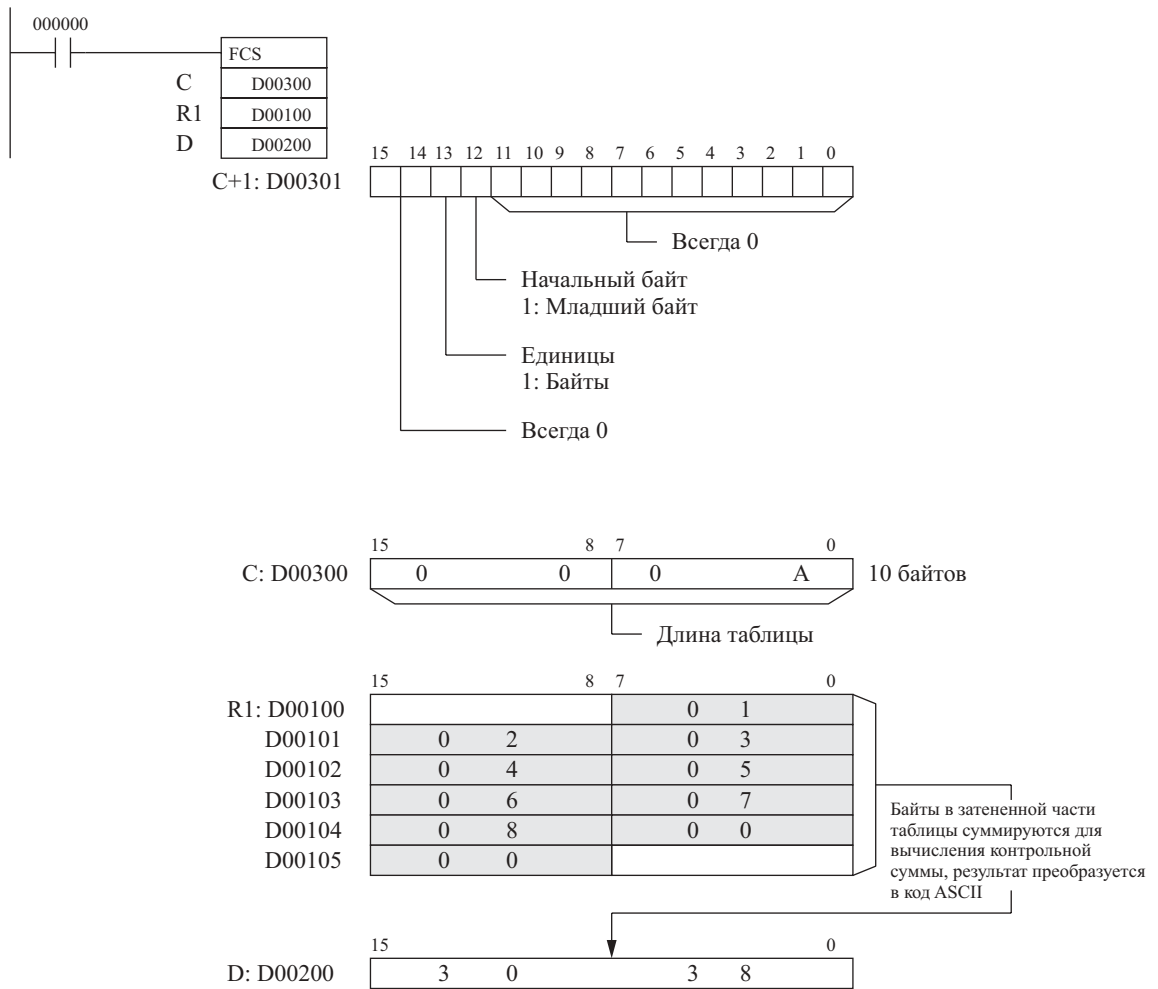 000000
FCS
C D00300
R1 D00100
D D00200
15 14 13 12 11 10 9 8 7 6 5 4 3 2 1 0
C+1: D00301
Всегда 0
Начальный байт
1: Младший байт
Единицы
1: Байты
Всегда 0
15 8 7 0
C: D00300 0 0 0 A 10 байтов
Длина таблицы
15 8 7 0
R1: D00100 0 1
D00101 0 2 0 3
D00102 0 4 0 5
D00103 0 6 0 7
D00104 0 8 0 0
D00105 0 0
Байты в затененной части
таблицы суммируются для
вычисления контрольной
суммы, результат преобразуется
в код ASCII
15 0
D: D00200 3 0 3 8